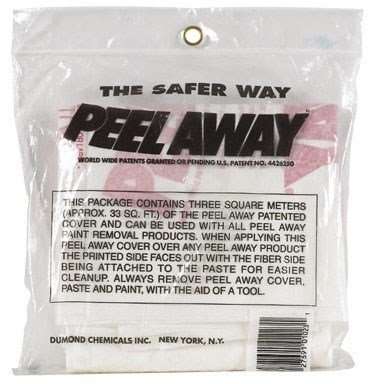 THE SAFER WAY
PEEL AWAY
WORLD WIDE PATENTS GRANTED OR PENDING U.S. PATENT NO. 4426250
THIS PACKAGE CONTAINS THREE SQUARE METERS
(APPROX. 33 SQ. FT.) OF THE PEEL AWAY PATENTED
COVER AND CAN BE USED WITH ALL PEEL AWAY
PAINT REMOVAL PRODUCTS. WHEN APPLYING THIS
PEEL AWAY COVER OVER ANY PEEL AWAY PRODUCT
THE PRINTED SIDE FACES OUT WITH THE FIBER SIDE
BEING ATTACHED TO THE PASTE FOR EASIER
CLEANUP. ALWAYS REMOVE PEEL AWAY COVER,
PASTE AND PAINT, WITH THE AID OF A TOOL.
DUMOND CHEMICALS INC. NEW YORK, N.Y.